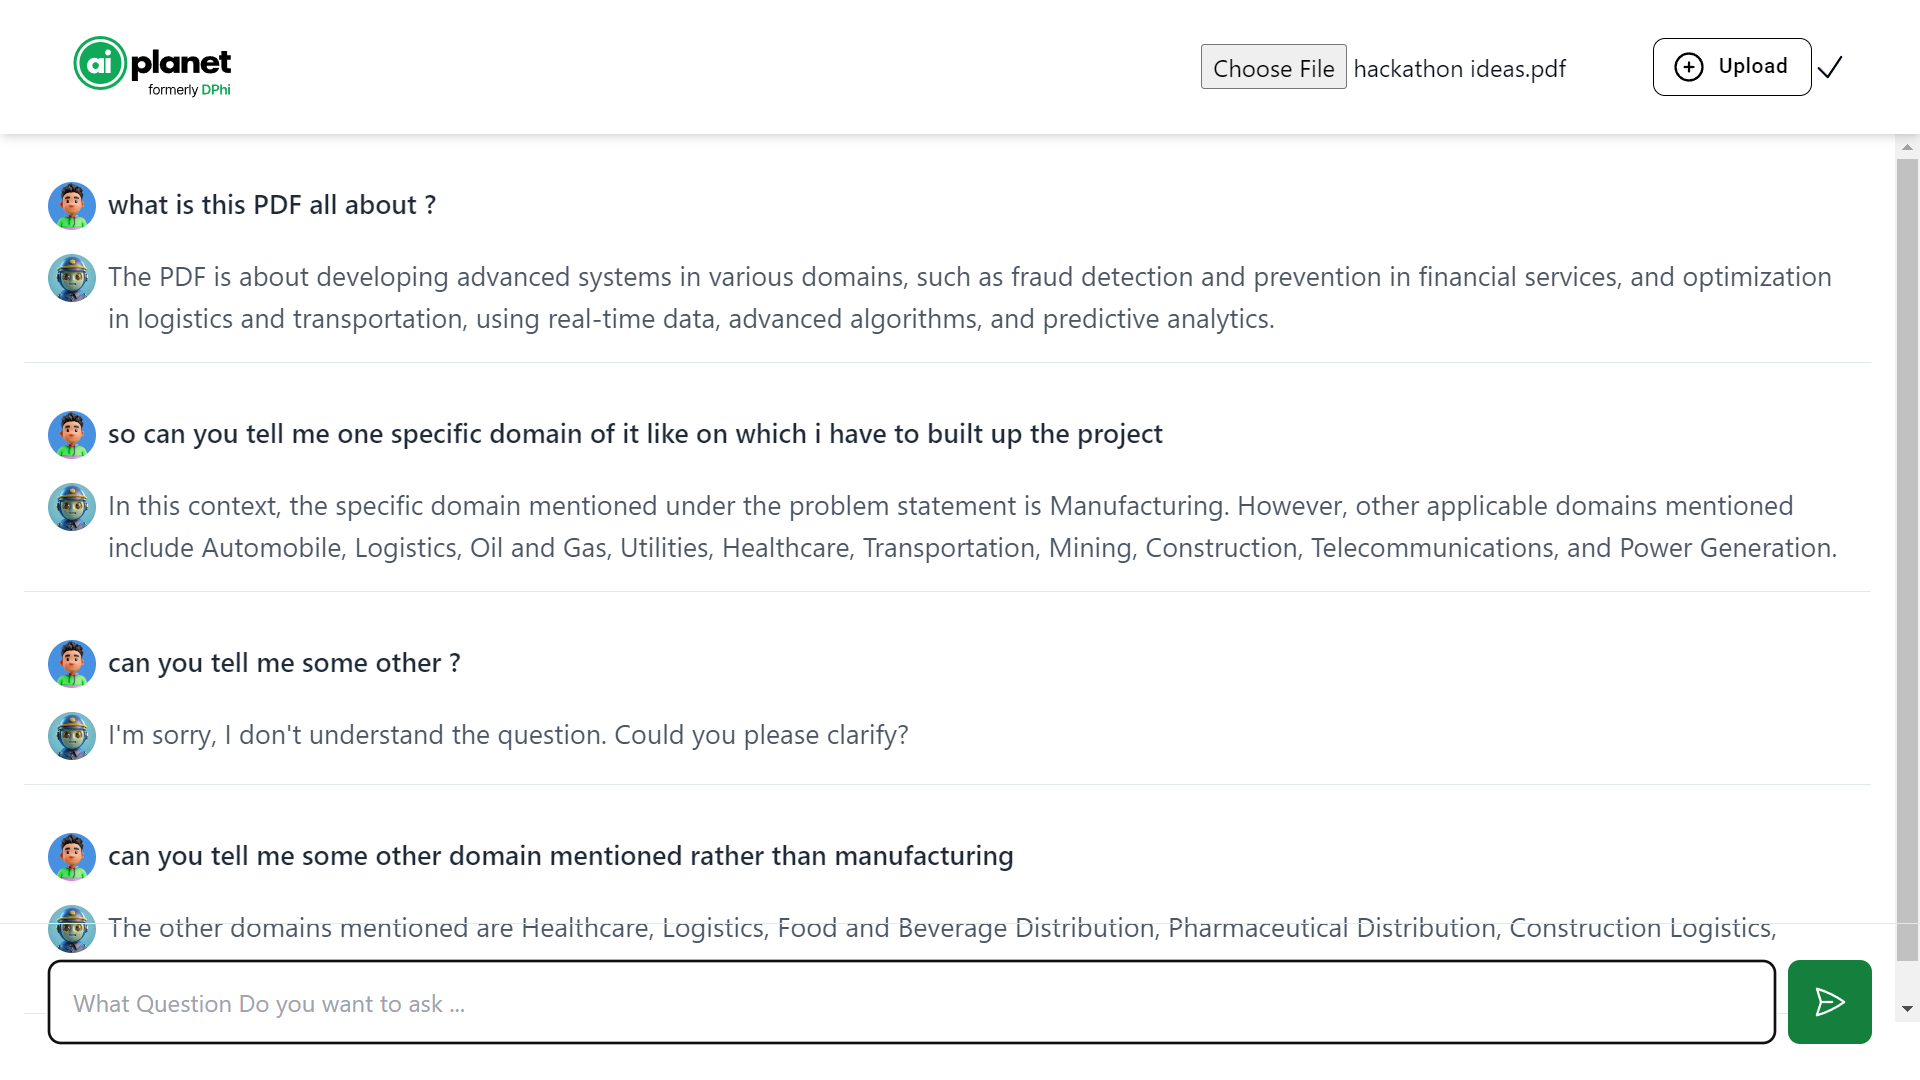 ai planet
formerly DPhi
Choose File hackathon ideas.pdf
Upload
what is this PDF all about ?
The PDF is about developing advanced systems in various domains, such as fraud detection and prevention in financial services, and optimization
in logistics and transportation, using real-time data, advanced algorithms, and predictive analytics.
so can you tell me one specific domain of it like on which i have to built up the project
In this context, the specific domain mentioned under the problem statement is Manufacturing. However, other applicable domains mentioned
include Automobile, Logistics, Oil and Gas, Utilities, Healthcare, Transportation, Mining, Construction, Telecommunications, and Power Generation.
can you tell me some other ?
I'm sorry, I don't understand the question. Could you please clarify?
can you tell me some other domain mentioned rather than manufacturing
The other domains mentioned are Healthcare, Logistics, Food and Beverage Distribution, Pharmaceutical Distribution, Construction Logistics,
What Question Do you want to ask ...